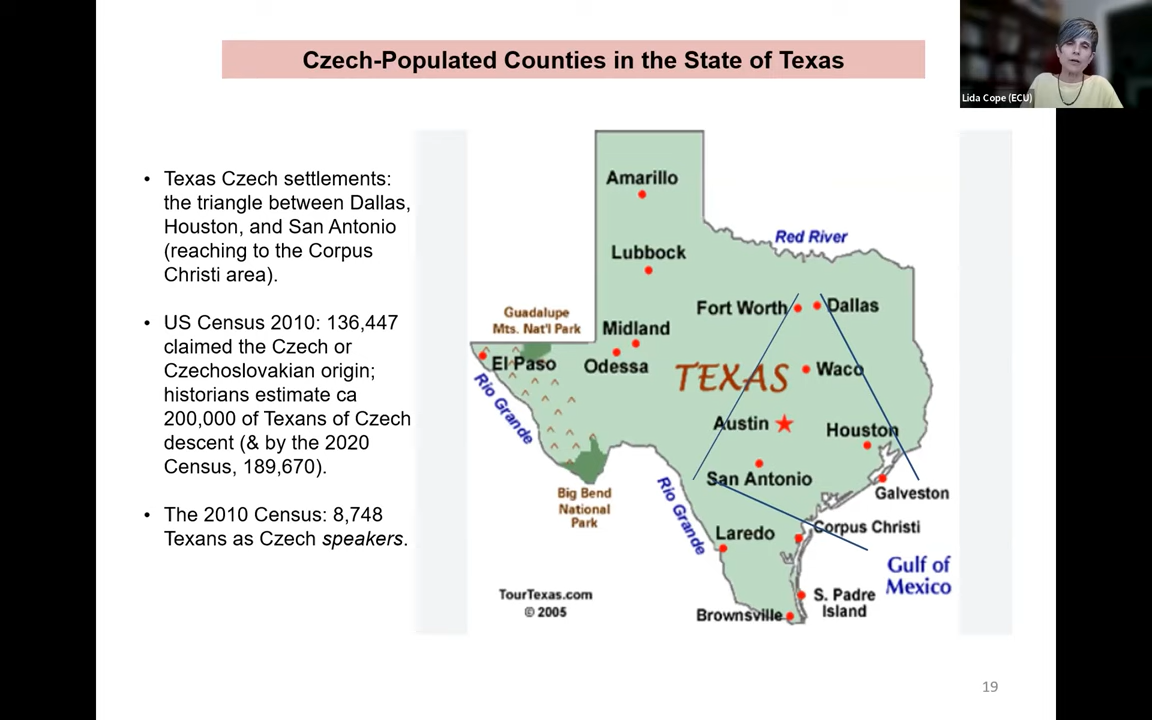 Czech-Populated Counties in the State of Texas
Lida Cope (ECU)
• Texas Czech settlements:
the triangle between Dallas,
Houston, and San Antonio
(reaching to the Corpus
Christi area).
• US Census 2010: 136,447
claimed the Czech or
Czechoslovakian origin;
historians estimate ca
200,000 of Texans of Czech
descent (& by the 2020
Census, 189,670).
• The 2010 Census: 8,748
Texans as Czech speakers.
Amarillo
Red River
Lubbock
Fort Worth
Dallas
Guadalupe
Mts. Nat'l Park
Midland
El Paso
Odessa
TEXAS
Waco
Rio Grande
Austin
Houston
San Antonio
Big Bend
National
Park
Rio Grande
Galveston
Laredo
Corpus Christi
Gulf of
Mexico
TourTexas.com
© 2005
S. Padre
Island
Brownsville
19